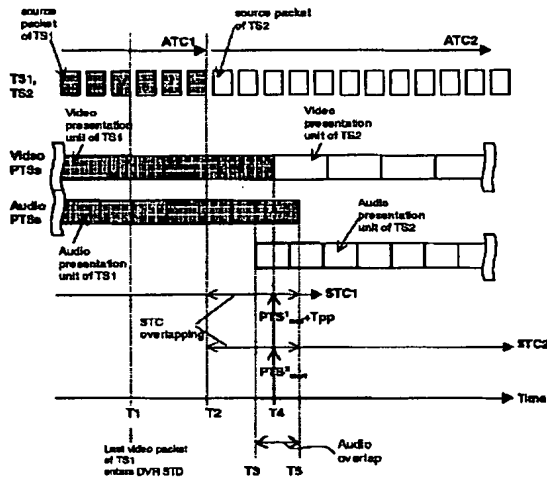 source
packet
of TS1
ATC1
source packet
of TS2
ATC2
TS1,
TS2
Video
presentation
unit of TS1
Video
presentation
unit of TS2
Video
PTSs
Audio
PTSs
Audio
presentation
unit of TS1
Audio
presentation
unit of TS2
STC1
STC
overlapping
+Tpp
STC2
Time
T1
T2
T4
Last video packet
of TS1
enters DVR STD
T3
T5
Audio
overlap